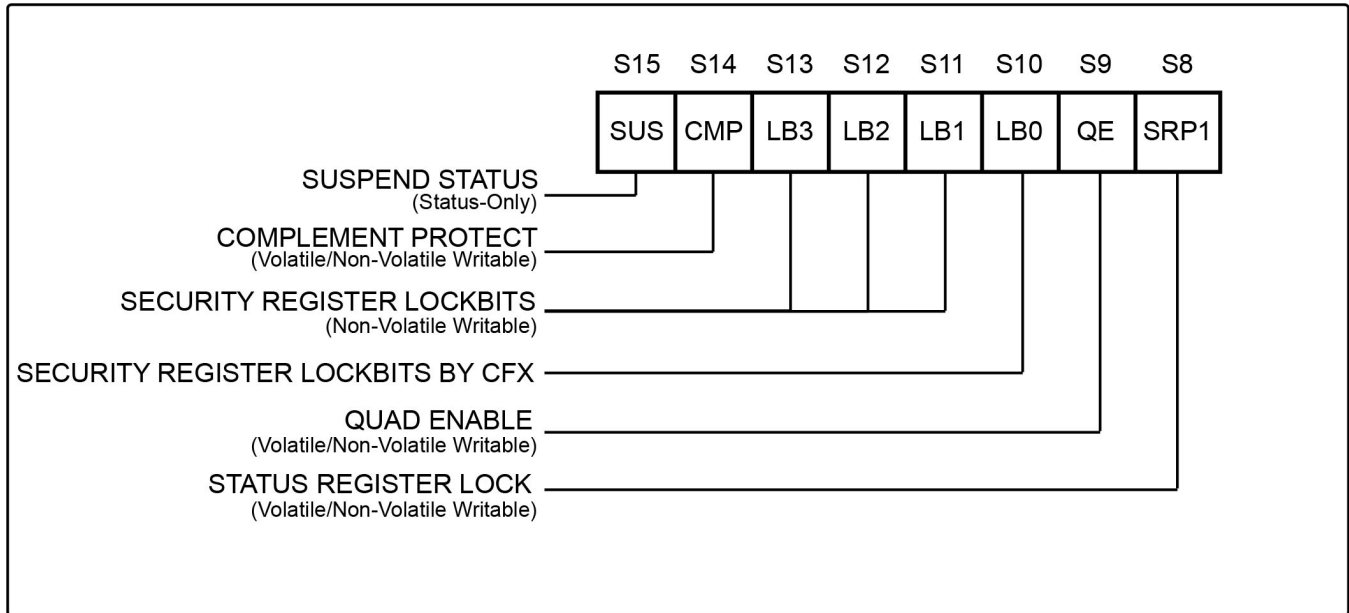 S15 S14 S13 S12 S11 S10 S9 S8
SUS CMP LB3 LB2 LB1 LB0 QE SRP1
SUSPEND STATUS
(Status-Only)
COMPLEMENT PROTECT
(Volatile/Non-Volatile Writable)
SECURITY REGISTER LOCKBITS
(Non-Volatile Writable)
SECURITY REGISTER LOCKBITS BY CFX
QUAD ENABLE
(Volatile/Non-Volatile Writable)
STATUS REGISTER LOCK
(Volatile/Non-Volatile Writable)